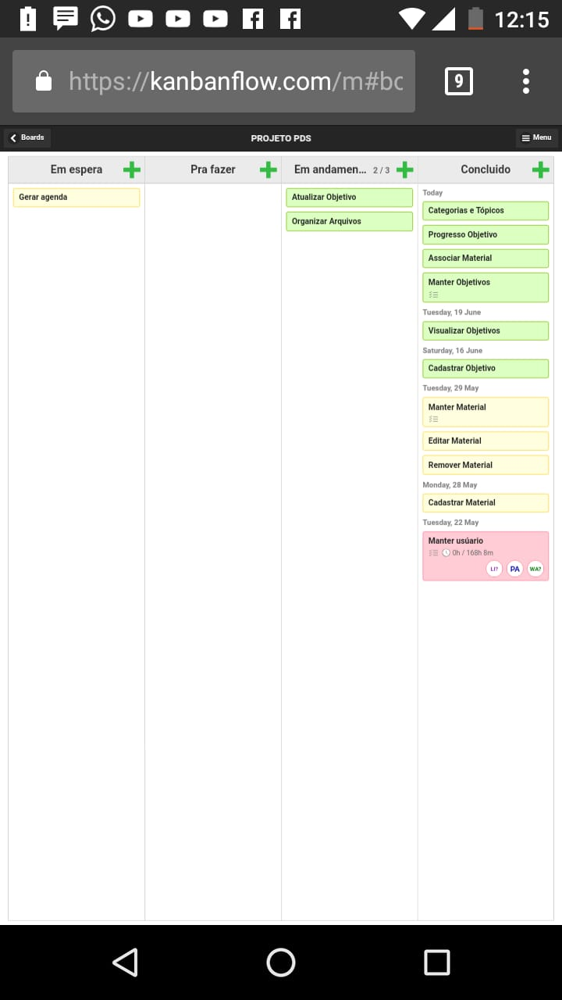 12:15
https://kanbanflow.com/m#bc
9
Boards
PROJETO PDS
Menu
Em espera
Gerar agenda
Pra fazer
Em andamen... 2 / 3
Atualizar Objetivo
Organizar Arquivos
Concluido
Today
Categorias e Tópicos
Progresso Objetivo
Associar Material
Manter Objetivos
Tuesday, 19 June
Visualizar Objetivos
Saturday, 16 June
Cadastrar Objetivo
Tuesday, 29 May
Manter Material
Editar Material
Remover Material
Monday, 28 May
Cadastrar Material
Tuesday, 22 May
Manter usúario
0h / 168h 8m
LI? PA WA?